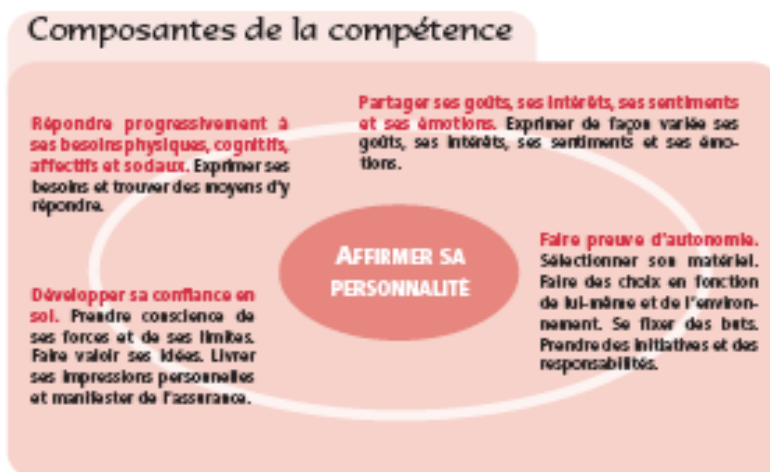 Composantes de la compétence
Répondre progressivement à
ses besoins physiques, cognitifs,
affectifs et sociaux. Exprimer ses
besoins et trouver des moyens d'y
répondre.
Partager ses goûts, ses intérêts, ses sentiments
et ses émotions. Exprimer de façon variée ses
goûts, ses intérêts, ses sentiments et ses émo-
tions.
AFFIRMER SA
PERSONNALITÉ
Faire preuve d'autonomie.
Sélectionner son matériel.
Faire des choix en fonction
de lui-même et de l'environ-
nement. Se fixer des buts.
Prendre des initiatives et des
responsabilités.
Développer sa confiance en
soi. Prendre conscience de
ses forces et de ses limites.
Faire valoir ses idées. Livrer
ses impressions personnelles
et manifester de l'assurance.